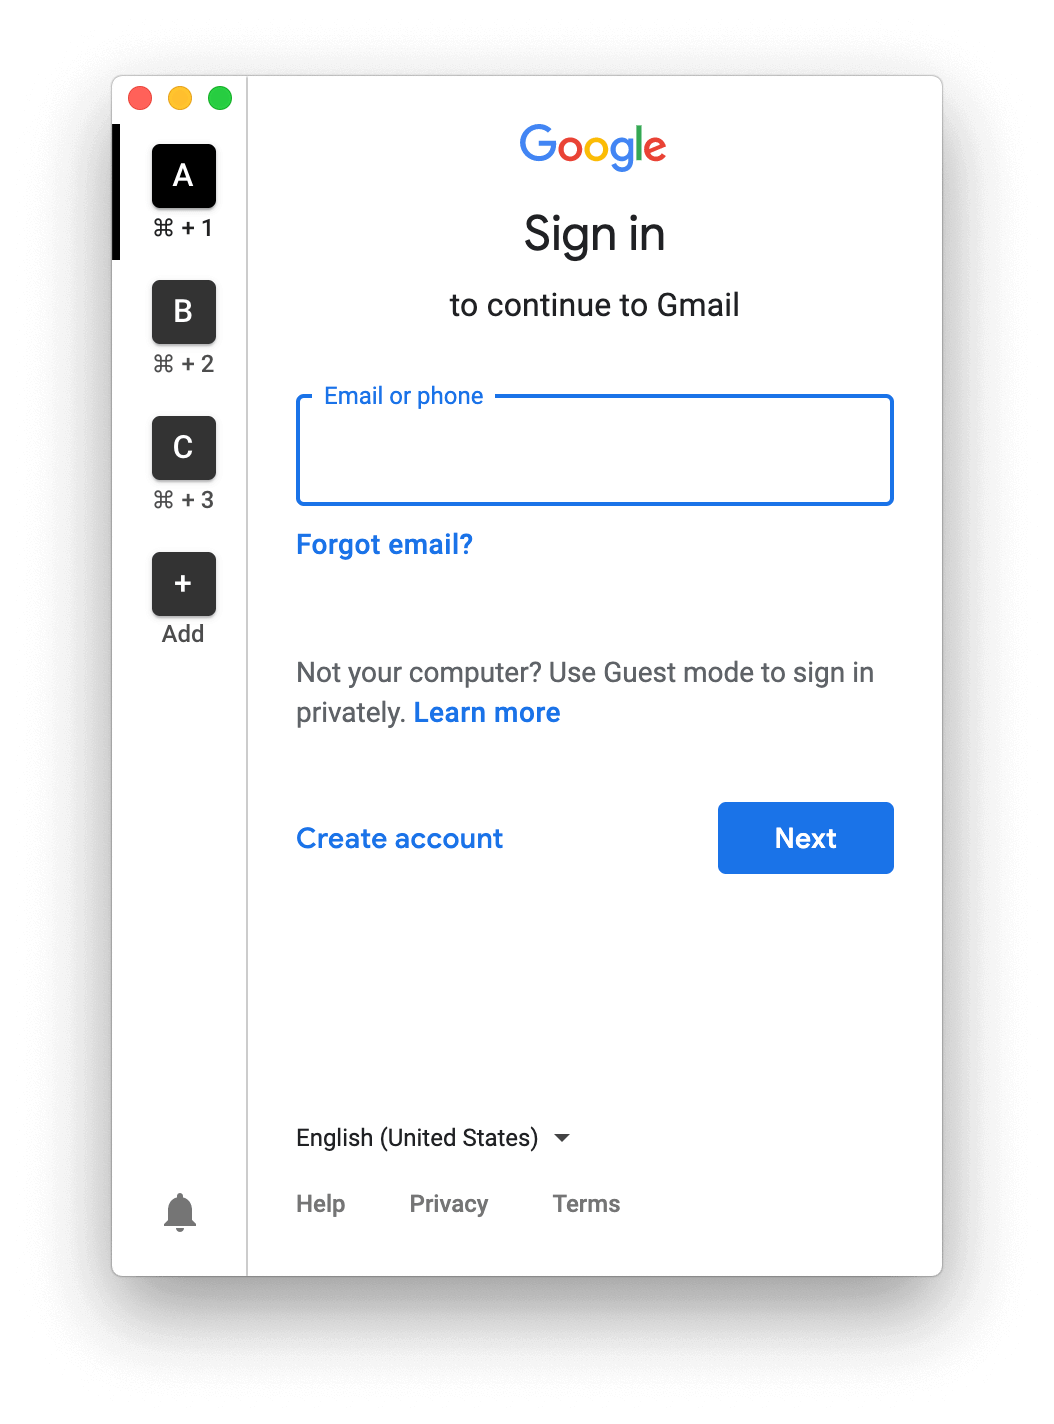 A
⌘ + 1
B
⌘ + 2
C
⌘ + 3
+
Add
Google
Sign in
to continue to Gmail
Email or phone
Forgot email?
Not your computer? Use Guest mode to sign in
privately. Learn more
Create account
Next
English (United States)
Help Privacy Terms